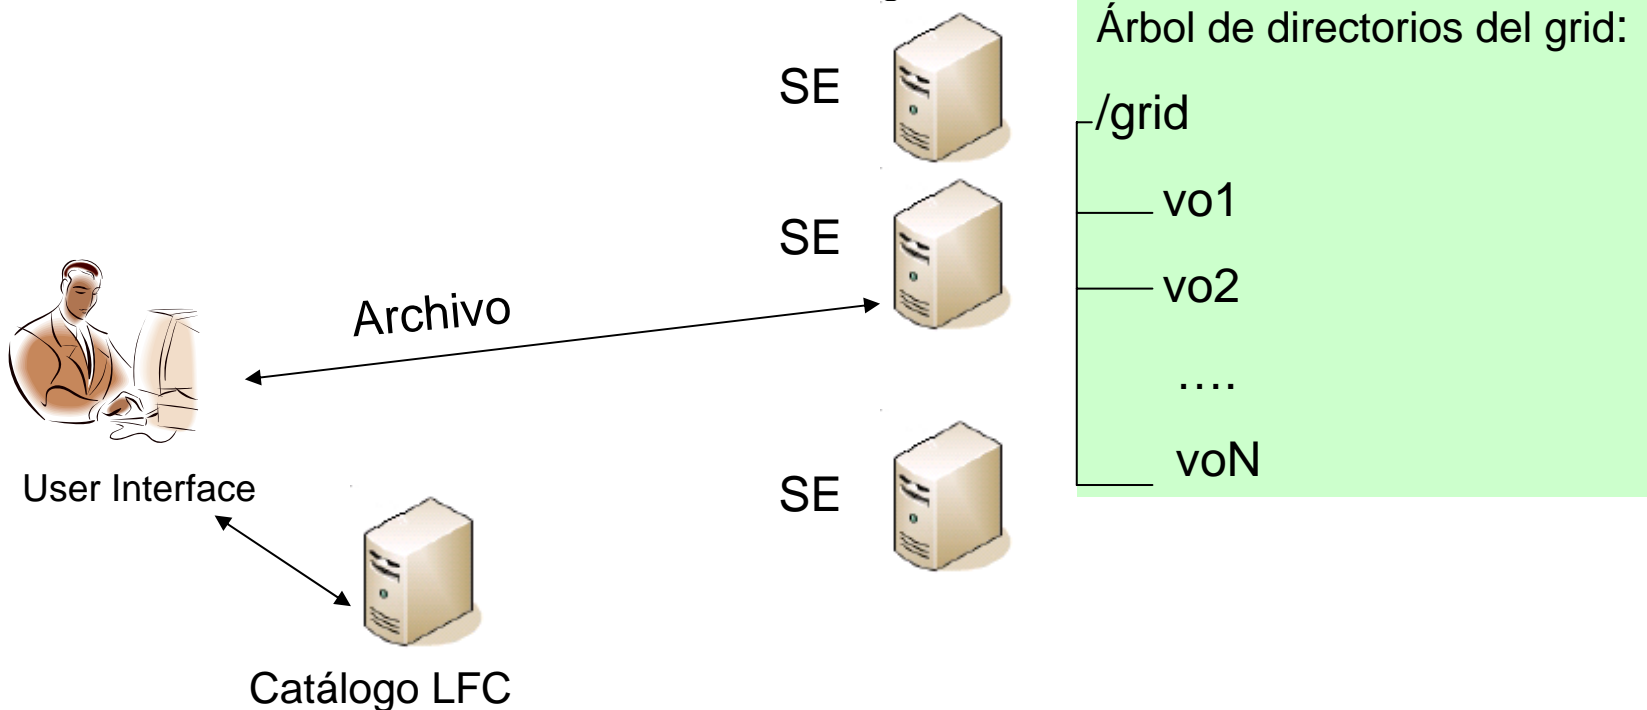 Árbol de directorios del grid:
SE
/grid
vo1
SE
vo2
Archivo
….
voN
User Interface
SE
Catálogo LFC